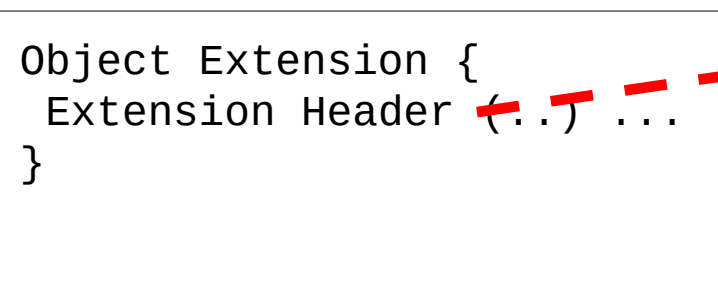 Object Extension {
Extension Header (..) ...
}